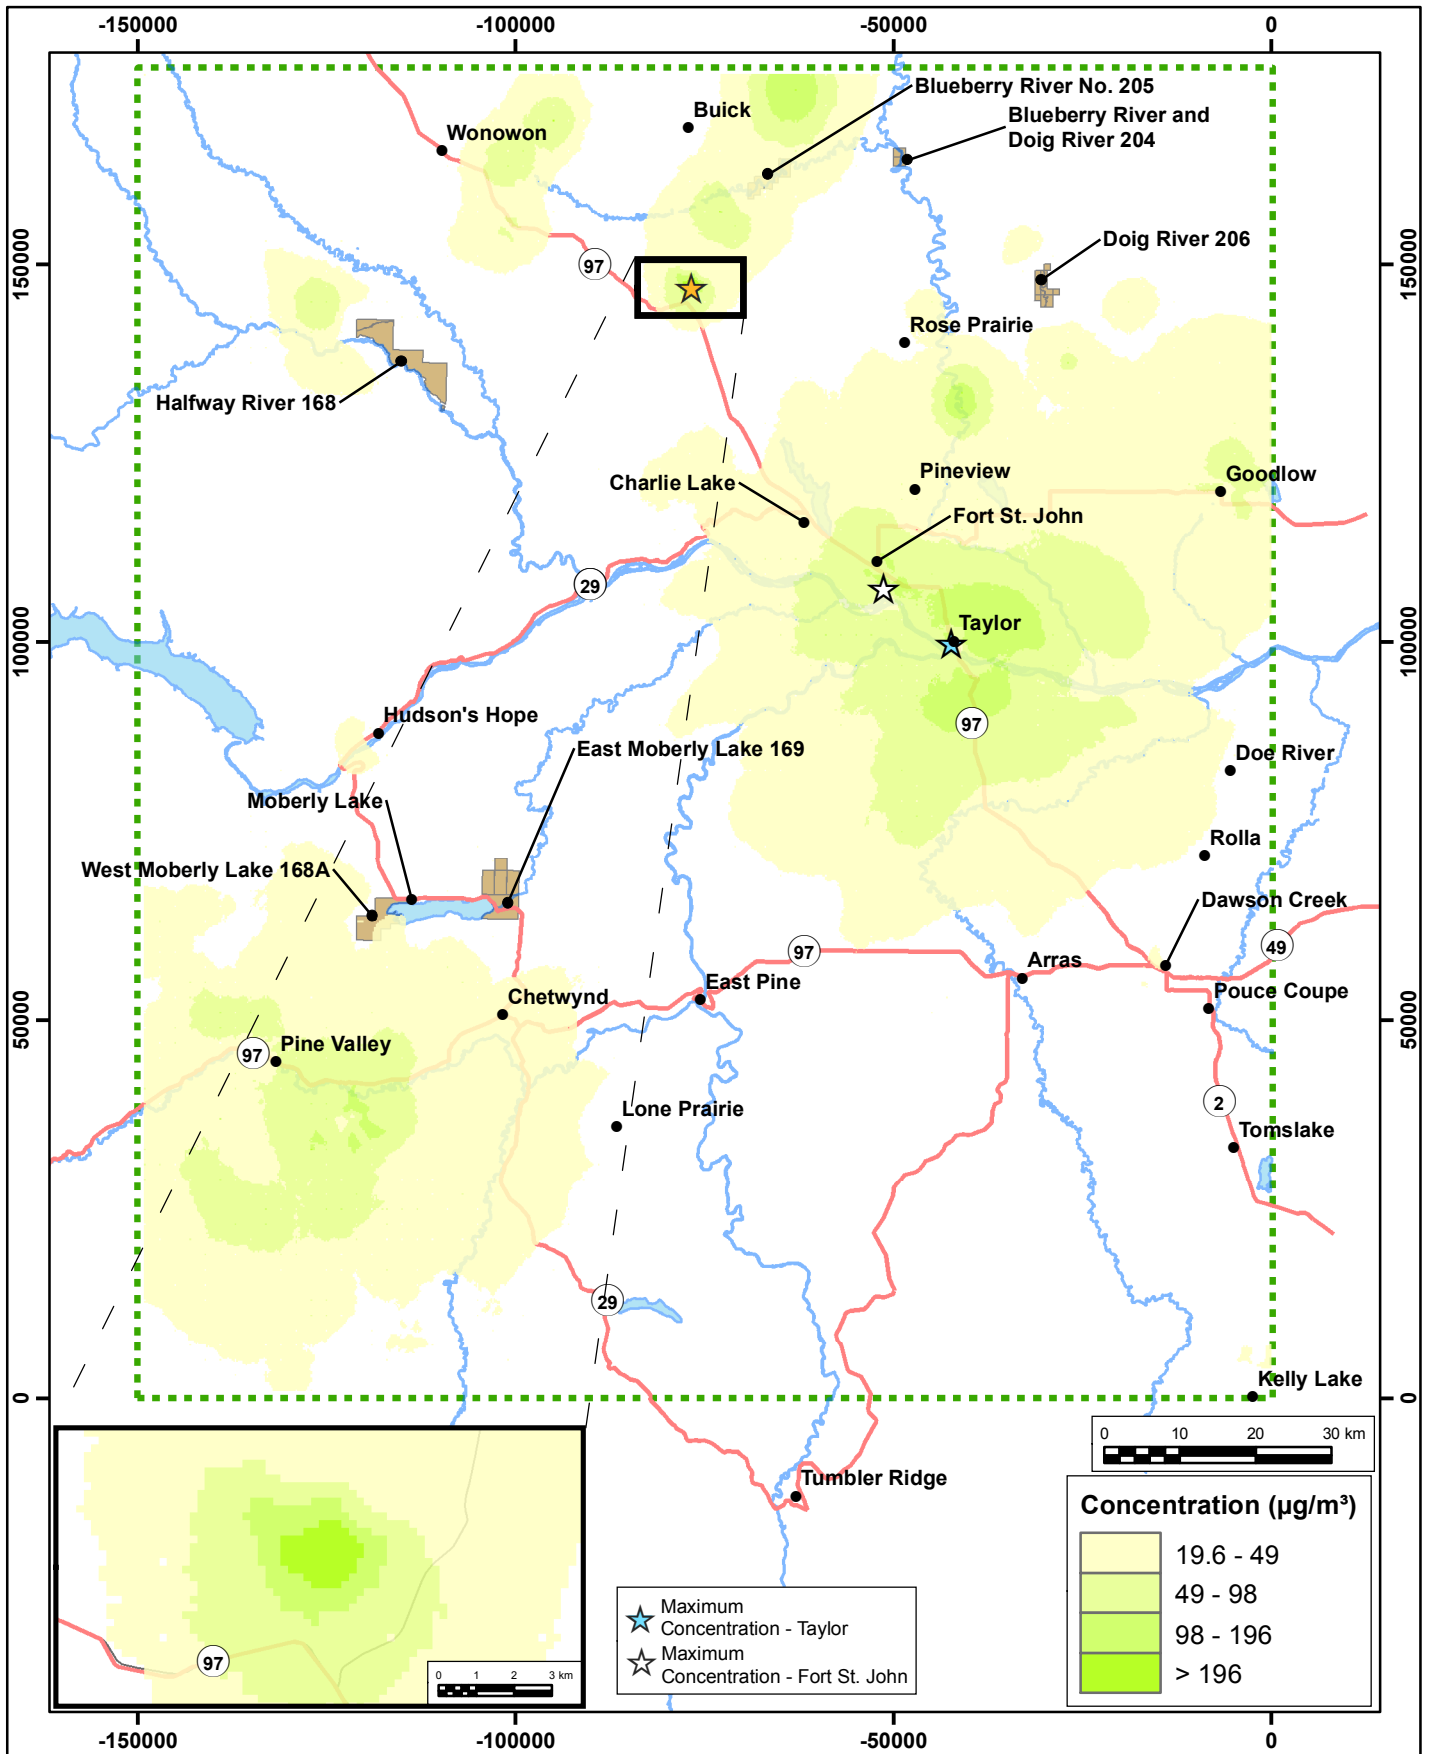 -150000
-100000
-50000
0
Blueberry River No. 205
Buick
Blueberry River and
Doig River 204
Wonowon
Doig River 206
150000
97
150000
Rose Prairie
Halfway River 168
Charlie Lake
Pineview
Goodlow
Fort St. John
29
Taylor
100000
100000
Hudson's Hope
97
East Moberly Lake 169
Doe River
Moberly Lake
Rolla
West Moberly Lake 168A
Dawson Creek
97
49
Arras
East Pine
Chetwynd
Pouce Coupe
50000
50000
97
Pine Valley
Lone Prairie
2
Tomslake
29
Kelly Lake
0
0
0 10 20 30 km
Tumbler Ridge
Concentration (µg/m³)
19.6 - 49
49 - 98
98 - 196
> 196
Maximum
Concentration - Taylor
Maximum
Concentration - Fort St. John
97
0 1 2 3 km
-150000
-100000
-50000
0